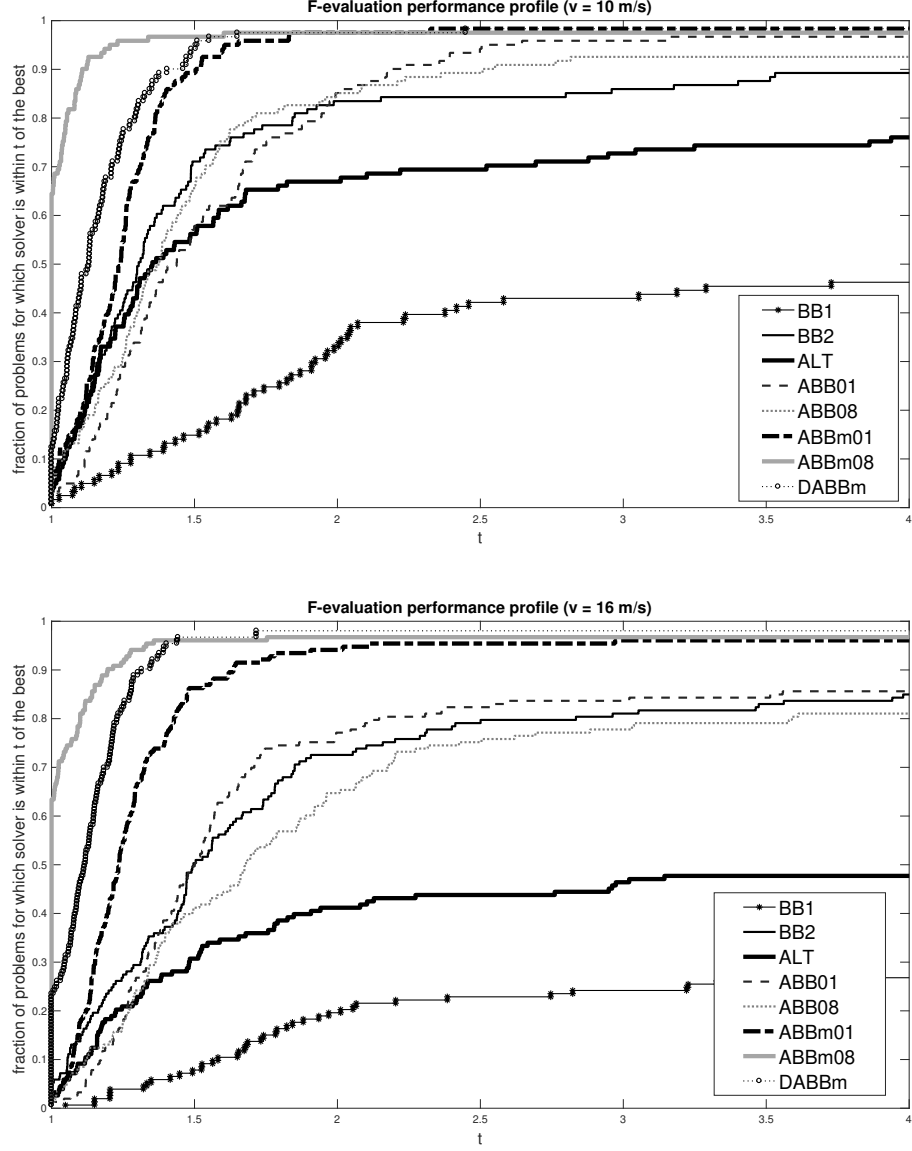 F-evaluation performance profile (v = 10 m/s)
fraction of problems for which solver is within t of the best
1
0.9
0.8
0.7
0.6
0.5
0.4
0.3
0.2
0.1
0
1 1.5 2 2.5 3 3.5 4
t
BB1
BB2
ALT
ABB01
ABB08
ABBm01
ABBm08
DABBm
F-evaluation performance profile (v = 16 m/s)
fraction of problems for which solver is within t of the best
1
0.9
0.8
0.7
0.6
0.5
0.4
0.3
0.2
0.1
0
1 1.5 2 2.5 3 3.5 4
t
BB1
BB2
ALT
ABB01
ABB08
ABBm01
ABBm08
DABBm